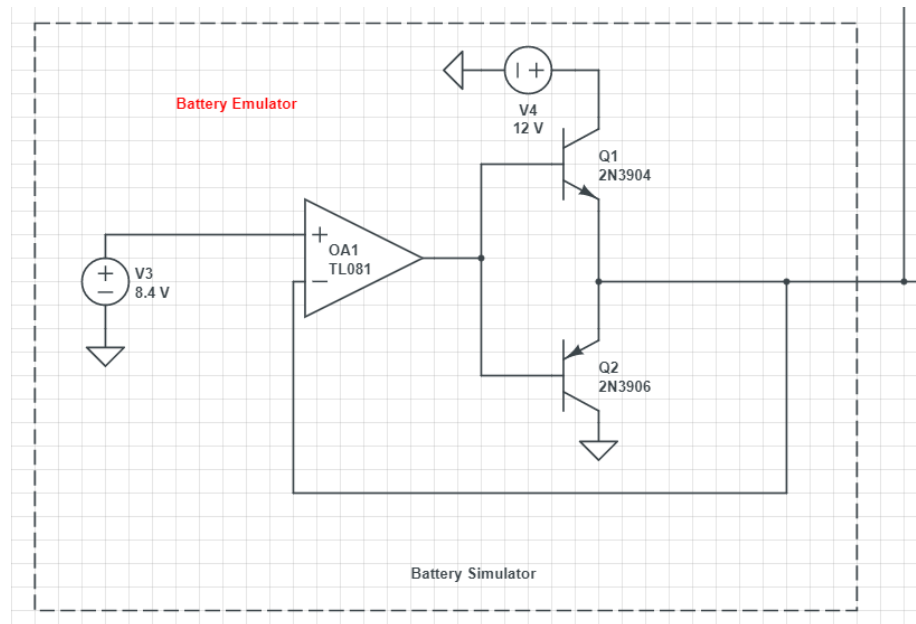 Battery Emulator
V4
12 V
Q1
2N3904
+
OA1
TL081
−
V3
8.4 V
Q2
2N3906
Battery Simulator